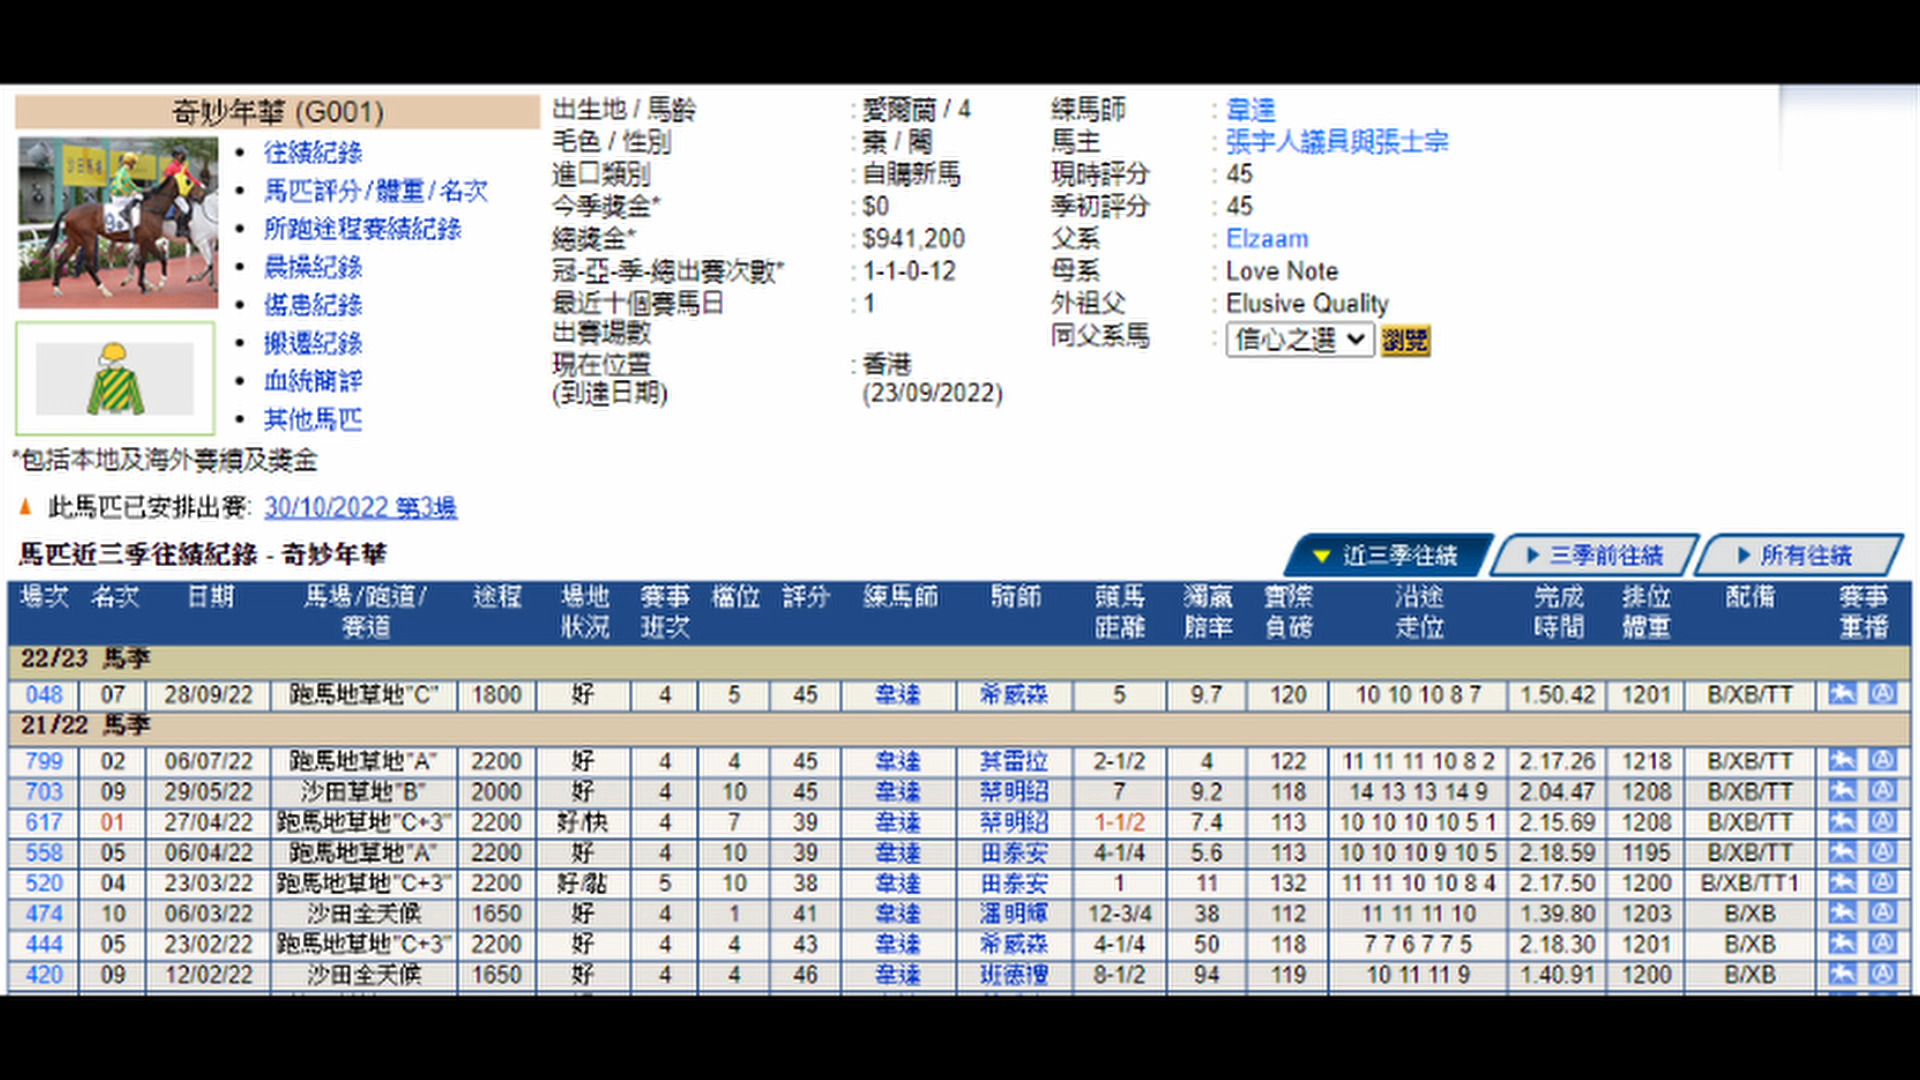 奇妙年華 (G001)
往績紀錄
馬匹評分/體重/名次
所跑途程賽績紀錄
晨操紀錄
傷患紀錄
搬遷紀錄
血統簡評
其他馬匹
*包括本地及海外賽績及獎金
出生地 / 馬齡 : 愛爾蘭 / 4
毛色 / 性別 : 棗 / 閹
進口類別 : 自購新馬
今季獎金* : $0
總獎金* : $941,200
冠-亞-季-總出賽次數* : 1-1-0-12
最近十個賽馬日 : 1
出賽場數
現在位置 : 香港
(到達日期) (23/09/2022)
練馬師 : 韋達
馬主 : 張宇人議員與張士宗
現時評分 : 45
季初評分 : 45
父系 : Elzaam
母系 : Love Note
外祖父 : Elusive Quality
同父系馬 : 信心之選 瀏覽
此馬匹已安排出賽: 30/10/2022 第3場
馬匹近三季往績紀錄 - 奇妙年華
近三季往績 三季前往績 所有往績
場次 名次 日期 馬場/跑道/賽道 途程 場地狀況 賽事班次 檔位 評分 練馬師 騎師 頭馬距離 獨贏賠率 實際負磅 沿途走位 完成時間 排位體重 配備 賽事重播
22/23 馬季
048 07 28/09/22 跑馬地草地"C" 1800 好 4 5 45 韋達 希威森 5 9.7 120 10 10 10 8 7 1.50.42 1201 B/XB/TT
21/22 馬季
799 02 06/07/22 跑馬地草地"A" 2200 好 4 4 45 韋達 莫雷拉 2-1/2 4 122 11 11 11 10 8 2 2.17.26 1218 B/XB/TT
703 09 29/05/22 沙田草地"B" 2000 好 4 10 45 韋達 蔡明紹 7 9.2 118 14 13 13 14 9 2.04.47 1208 B/XB/TT
617 01 27/04/22 跑馬地草地"C+3" 2200 好/快 4 7 39 韋達 蔡明紹 1-1/2 7.4 113 10 10 10 10 5 1 2.15.69 1208 B/XB/TT
558 05 06/04/22 跑馬地草地"A" 2200 好 4 10 39 韋達 田泰安 4-1/4 5.6 113 10 10 10 9 10 5 2.18.59 1195 B/XB/TT
520 04 23/03/22 跑馬地草地"C+3" 2200 好/黏 5 10 38 韋達 田泰安 1 11 132 11 11 10 10 8 4 2.17.50 1200 B/XB/TT1
474 10 06/03/22 沙田全天候 1650 好 4 1 41 韋達 潘明輝 12-3/4 38 112 11 11 11 10 1.39.80 1203 B/XB
444 05 23/02/22 跑馬地草地"C+3" 2200 好 4 4 43 韋達 希威森 4-1/4 50 118 7 7 6 7 7 5 2.18.30 1201 B/XB
420 09 12/02/22 沙田全天候 1650 好 4 4 46 韋達 班德禮 8-1/2 94 119 10 11 11 9 1.40.91 1200 B/XB